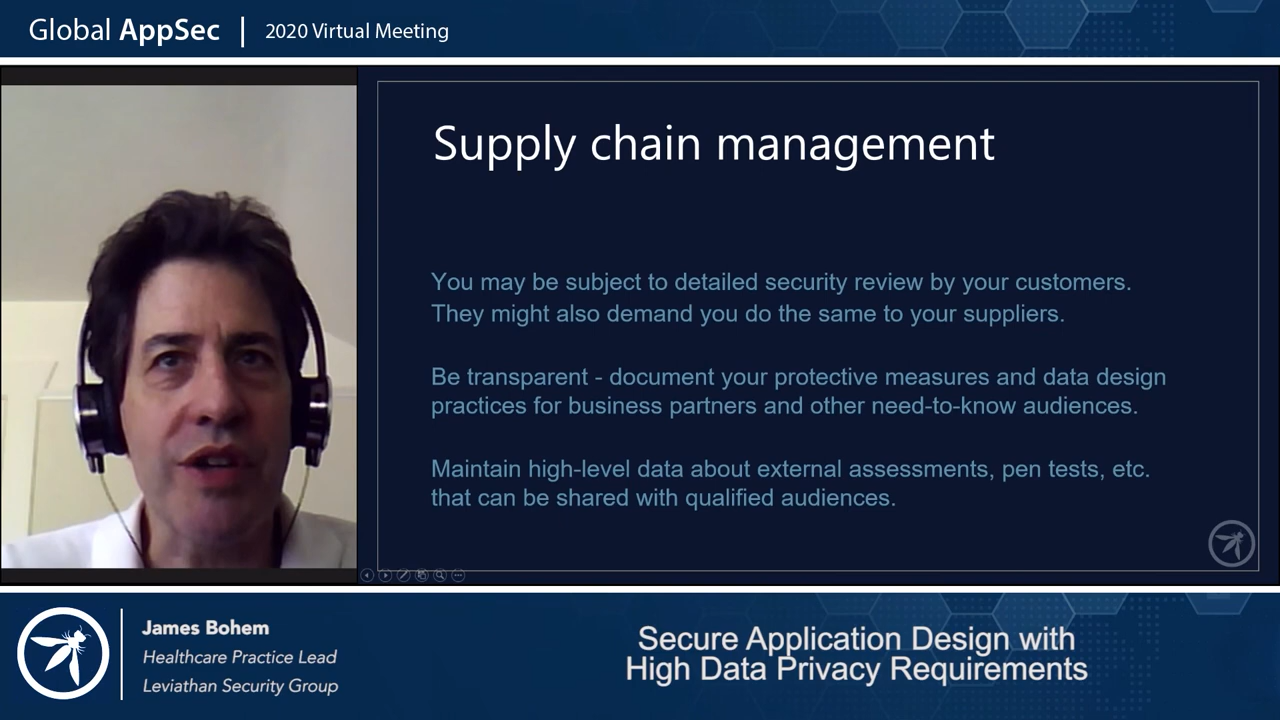 Global AppSec | 2020 Virtual Meeting
Supply chain management
You may be subject to detailed security review by your customers.
They might also demand you do the same to your suppliers.
Be transparent - document your protective measures and data design
practices for business partners and other need-to-know audiences.
Maintain high-level data about external assessments, pen tests, etc.
that can be shared with qualified audiences.
James Bohem
Healthcare Practice Lead
Leviathan Security Group
Secure Application Design with
High Data Privacy Requirements